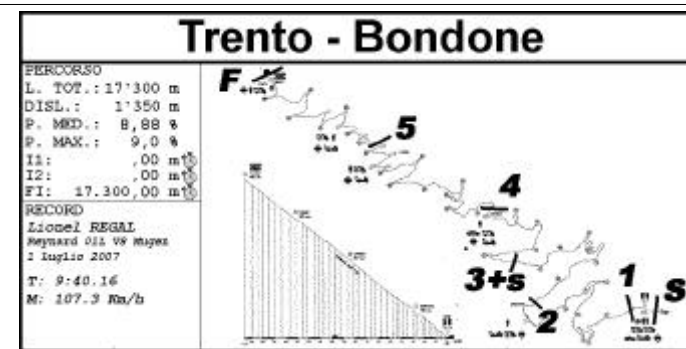 Trento - Bondone
PERCORSO
L. TOT.: 17'300 m
DISL.: 1'350 m
P. MED.: 8,88 %
P. MAX.: 9,0 %
I1: ,00 m
I2: ,00 m
FI: 17.300,00 m
RECORD
Lionel REGAL
Reynard 01L V8 Mugen
1 luglio 2007
T: 9:40.16
M: 107.3 Km/h
F
5
4
3+s
2
1
S